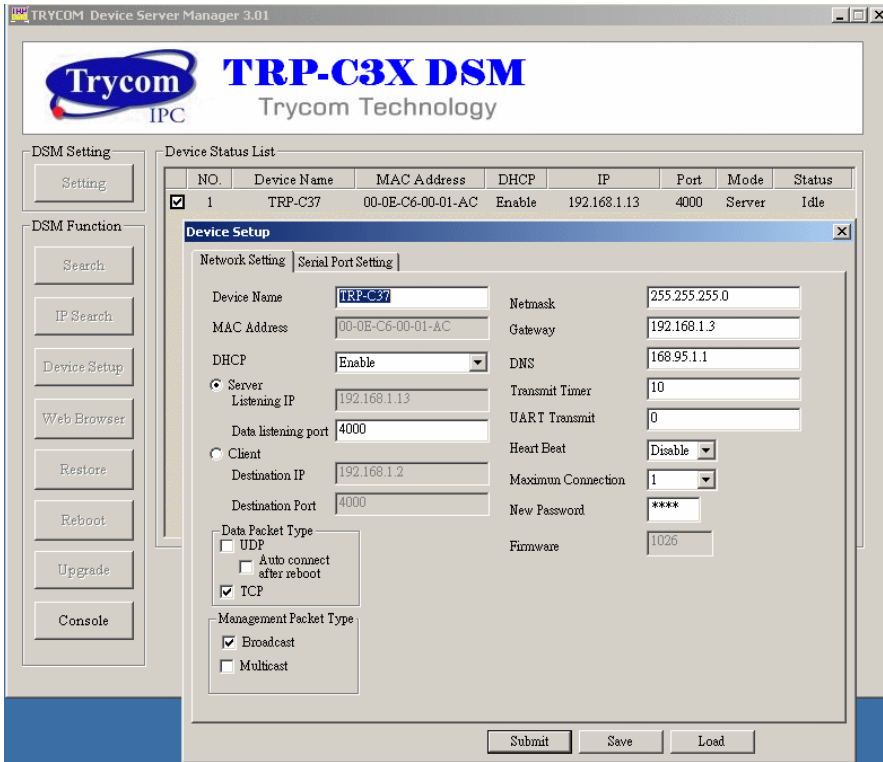 TRYCOM Device Server Manager 3.01
Trycom
IPC
TRP-C3X DSM
Trycom Technology
DSM Setting
Setting
DSM Function
Search
IP Search
Device Setup
Web Browser
Restore
Reboot
Upgrade
Console
Device Status List
NO. Device Name MAC Address DHCP IP Port Mode Status
1 TRP-C37 00-0E-C6-00-01-AC Enable 192.168.1.13 4000 Server Idle
Device Setup
Network Setting Serial Port Setting
Device Name TRP-C37
MAC Address 00-0E-C6-00-01-AC
DHCP Enable
Server
Listening IP 192.168.1.13
Data listening port 4000
Client
Destination IP 192.168.1.2
Destination Port 4000
Data Packet Type
UDP
Auto connect
after reboot
TCP
Management Packet Type
Broadcast
Multicast
Netmask 255.255.255.0
Gateway 192.168.1.3
DNS 168.95.1.1
Transmit Timer 10
UART Transmit 0
Heart Beat Disable
Maximun Connection 1
New Password ****
Firmware 1026
Submit Save Load